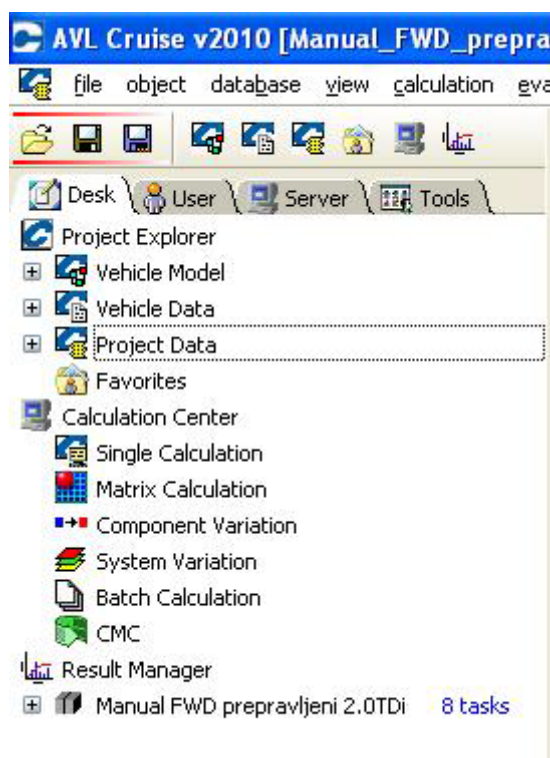 AVL Cruise v2010 [Manual_FWD_prepra
file object database view calculation eva
Desk User Server Tools
Project Explorer
Vehicle Model
Vehicle Data
Project Data
Favorites
Calculation Center
Single Calculation
Matrix Calculation
Component Variation
System Variation
Batch Calculation
CMC
Result Manager
Manual FWD prepravljeni 2.0TDi 8 tasks